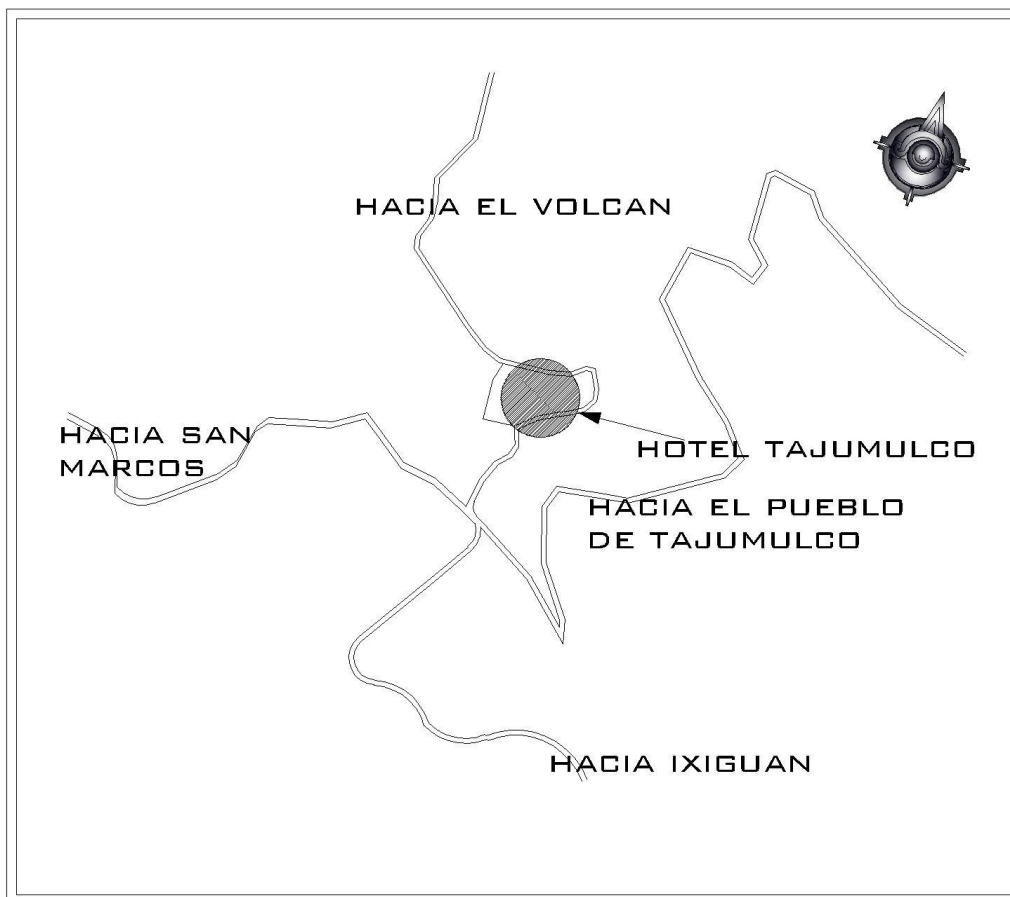 HACIA EL VOLCAN
HACIA SAN
MARCOS
HOTEL TAJUMULCO
HACIA EL PUEBLO
DE TAJUMULCO
HACIA IXIGUAN